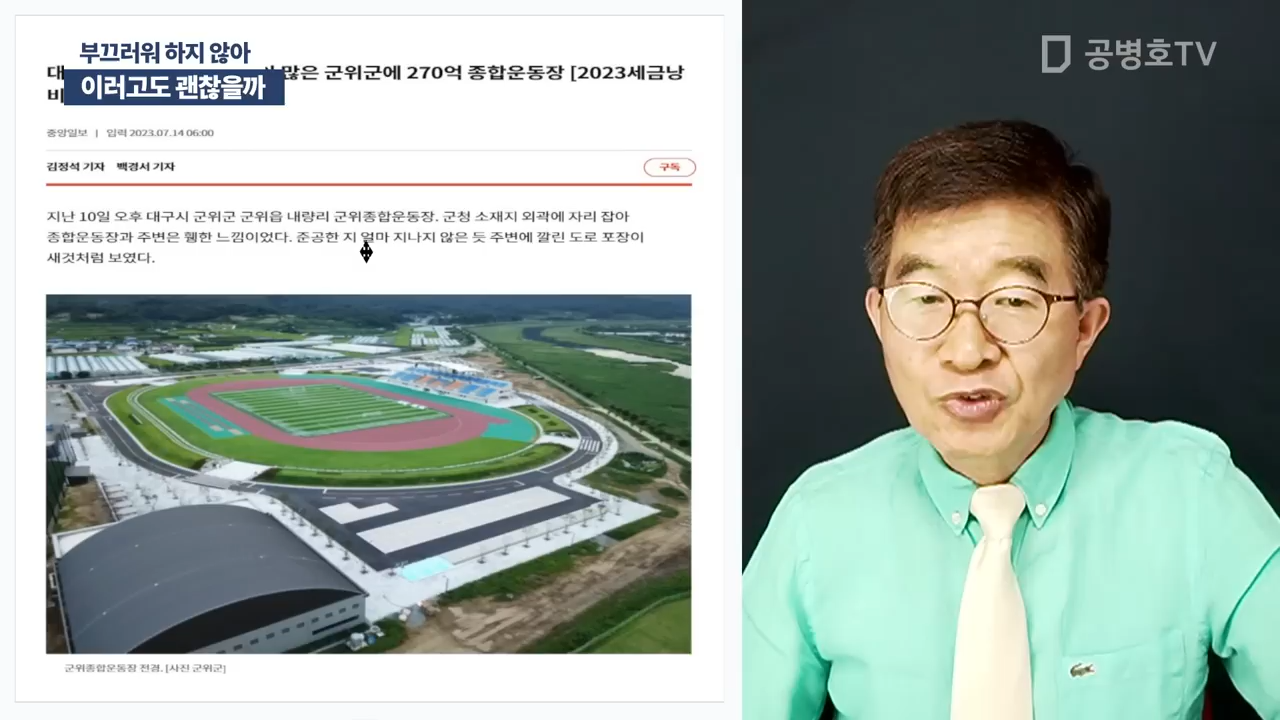 부끄러워 하지 않아
이러고도 괜찮을까
공병호TV
대 많은 군위군에 270억 종합운동장 [2023세금낭
비
중앙일보 | 입력 2023.07.14 06:00
김정석 기자 백경서 기자
구독
지난 10일 오후 대구시 군위군 군위읍 내량리 군위종합운동장. 군청 소재지 외곽에 자리 잡아
종합운동장과 주변은 휑한 느낌이었다. 준공한 지 얼마 지나지 않은 듯 주변에 깔린 도로 포장이
새것처럼 보였다.
군위종합운동장 전경. [사진 군위군]